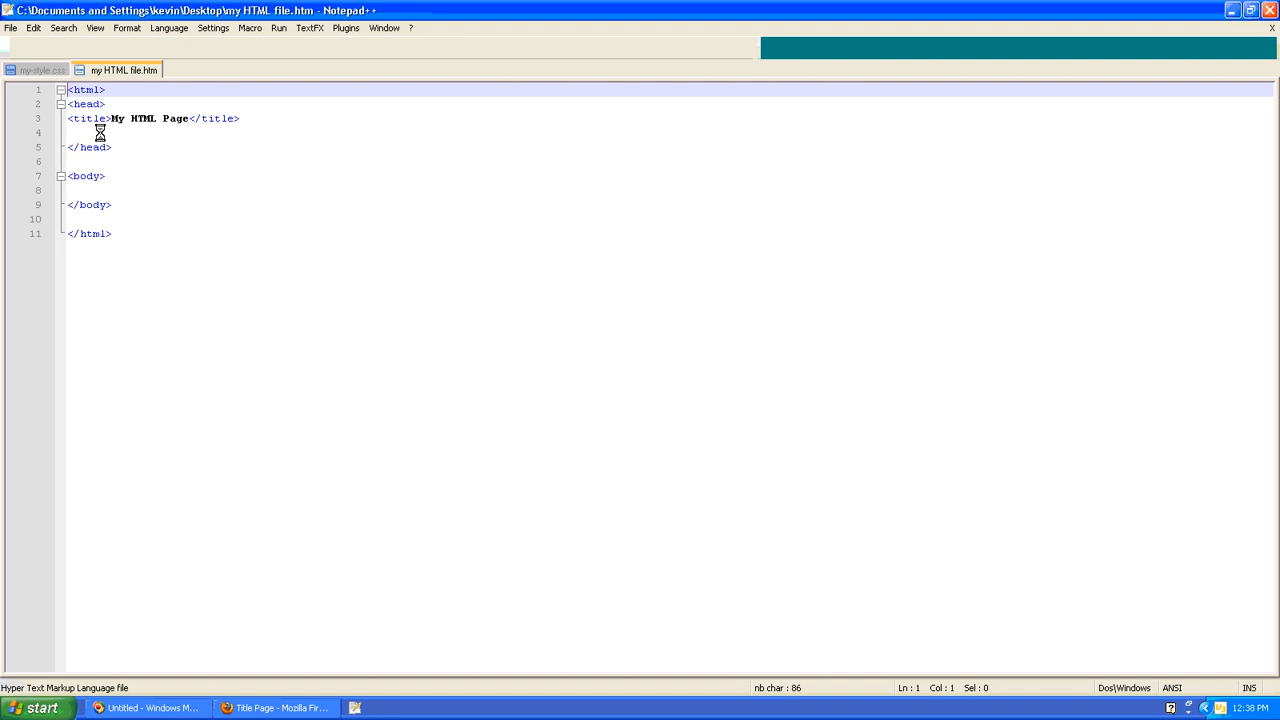 C:\Documents and Settings\kevin\Desktop\my HTML file.htm - Notepad++
File Edit Search View Format Language Settings Macro Run TextFX Plugins Window ? X
my-style.css my HTML file.htm
1 <html>
2 <head>
3 <title>My HTML Page</title>
4
5 </head>
6
7 <body>
8
9 </body>
10
11 </html>
Hyper Text Markup Language file nb char : 86 Ln : 1 Col : 1 Sel : 0 Dos\Windows ANSI INS
start Untitled - Windows M... Title Page - Mozilla Fir... 12:38 PM